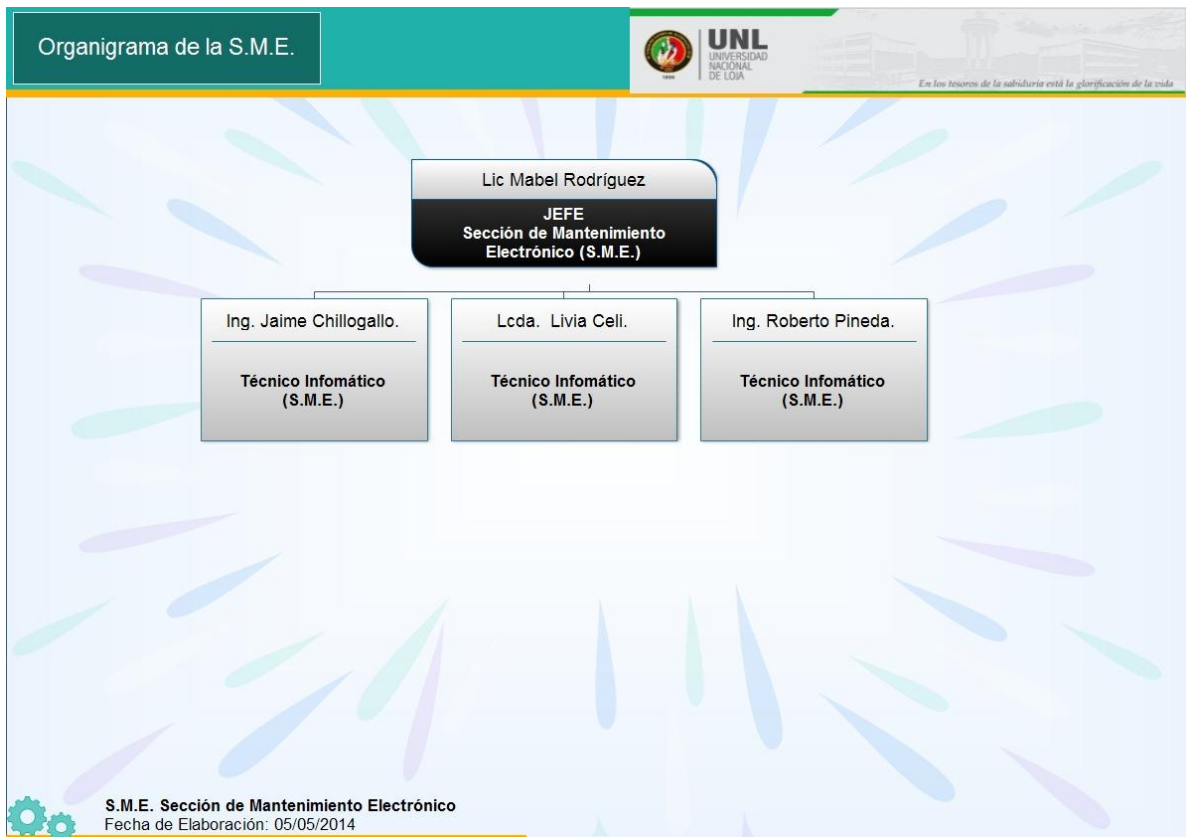 Organigrama de la S.M.E.
UNL
UNIVERSIDAD
NACIONAL
DE LOJA
1859
En los tesoros de la sabiduría está la glorificación de la vida
Lic Mabel Rodríguez
JEFE
Sección de Mantenimiento
Electrónico (S.M.E.)
Ing. Jaime Chillogallo.
Técnico Infomático
(S.M.E.)
Lcda. Livia Celi.
Técnico Infomático
(S.M.E.)
Ing. Roberto Pineda.
Técnico Infomático
(S.M.E.)
S.M.E. Sección de Mantenimiento Electrónico
Fecha de Elaboración: 05/05/2014